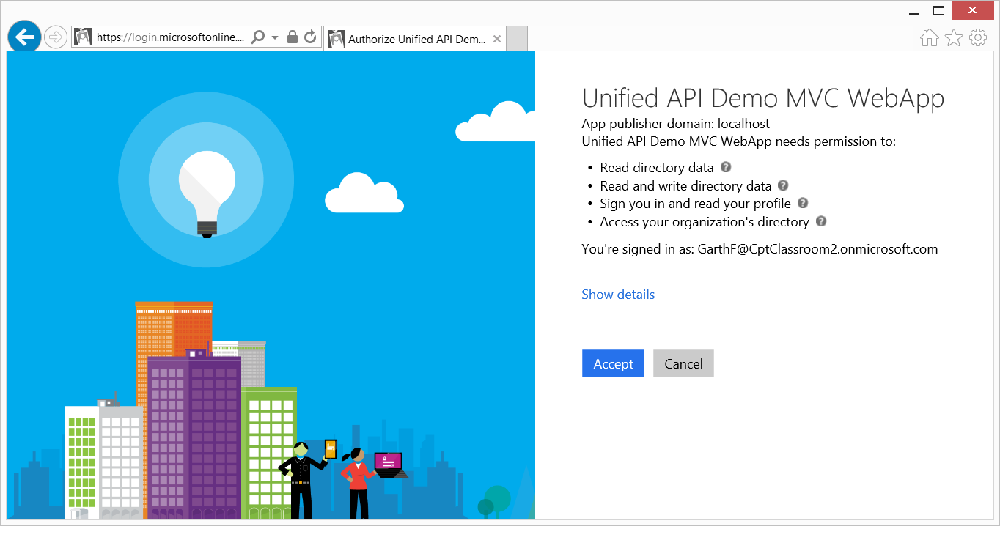 https://login.microsoftonline....
Authorize Unified API Dem...
Unified API Demo MVC WebApp
App publisher domain: localhost
Unified API Demo MVC WebApp needs permission to:
• Read directory data
• Read and write directory data
• Sign you in and read your profile
• Access your organization's directory
You're signed in as: GarthF@CptClassroom2.onmicrosoft.com
Show details
Accept Cancel